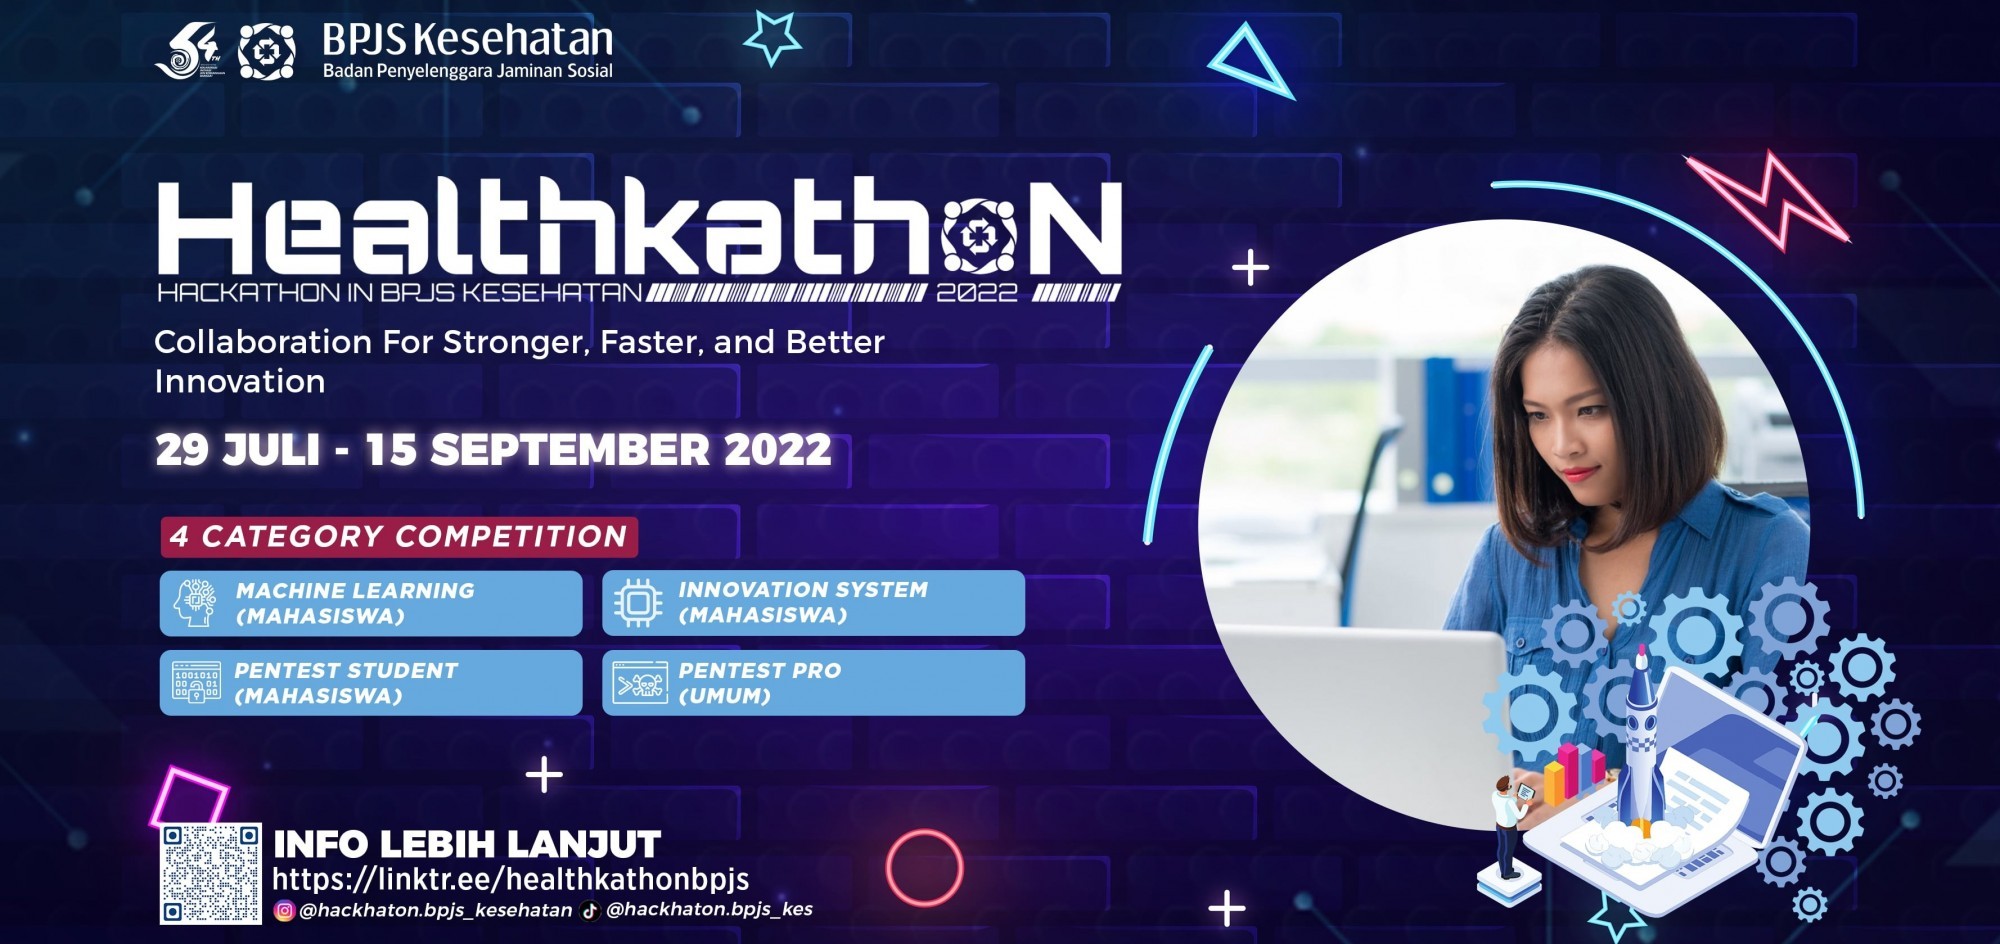 54TH
BPJS Kesehatan
Badan Penyelenggara Jaminan Sosial
HealthkathoN
HACKATHON IN BPJS KESEHATAN 2022
Collaboration For Stronger, Faster, and Better
Innovation
29 JULI - 15 SEPTEMBER 2022
4 CATEGORY COMPETITION
MACHINE LEARNING
(MAHASISWA)
INNOVATION SYSTEM
(MAHASISWA)
1001010
PENTEST STUDENT
(MAHASISWA)
PENTEST PRO
(UMUM)
INFO LEBIH LANJUT
https://linktr.ee/healthkathonbpjs
@hackhaton.bpjs_kesehatan @hackhaton.bpjs_kes